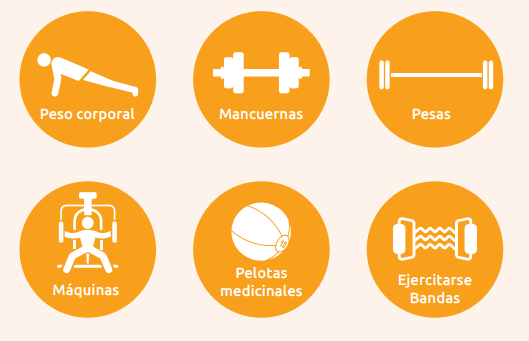 Peso corporal
Mancuernas
Pesas
Máquinas
Pelotas
medicinales
Ejercitarse
Bandas